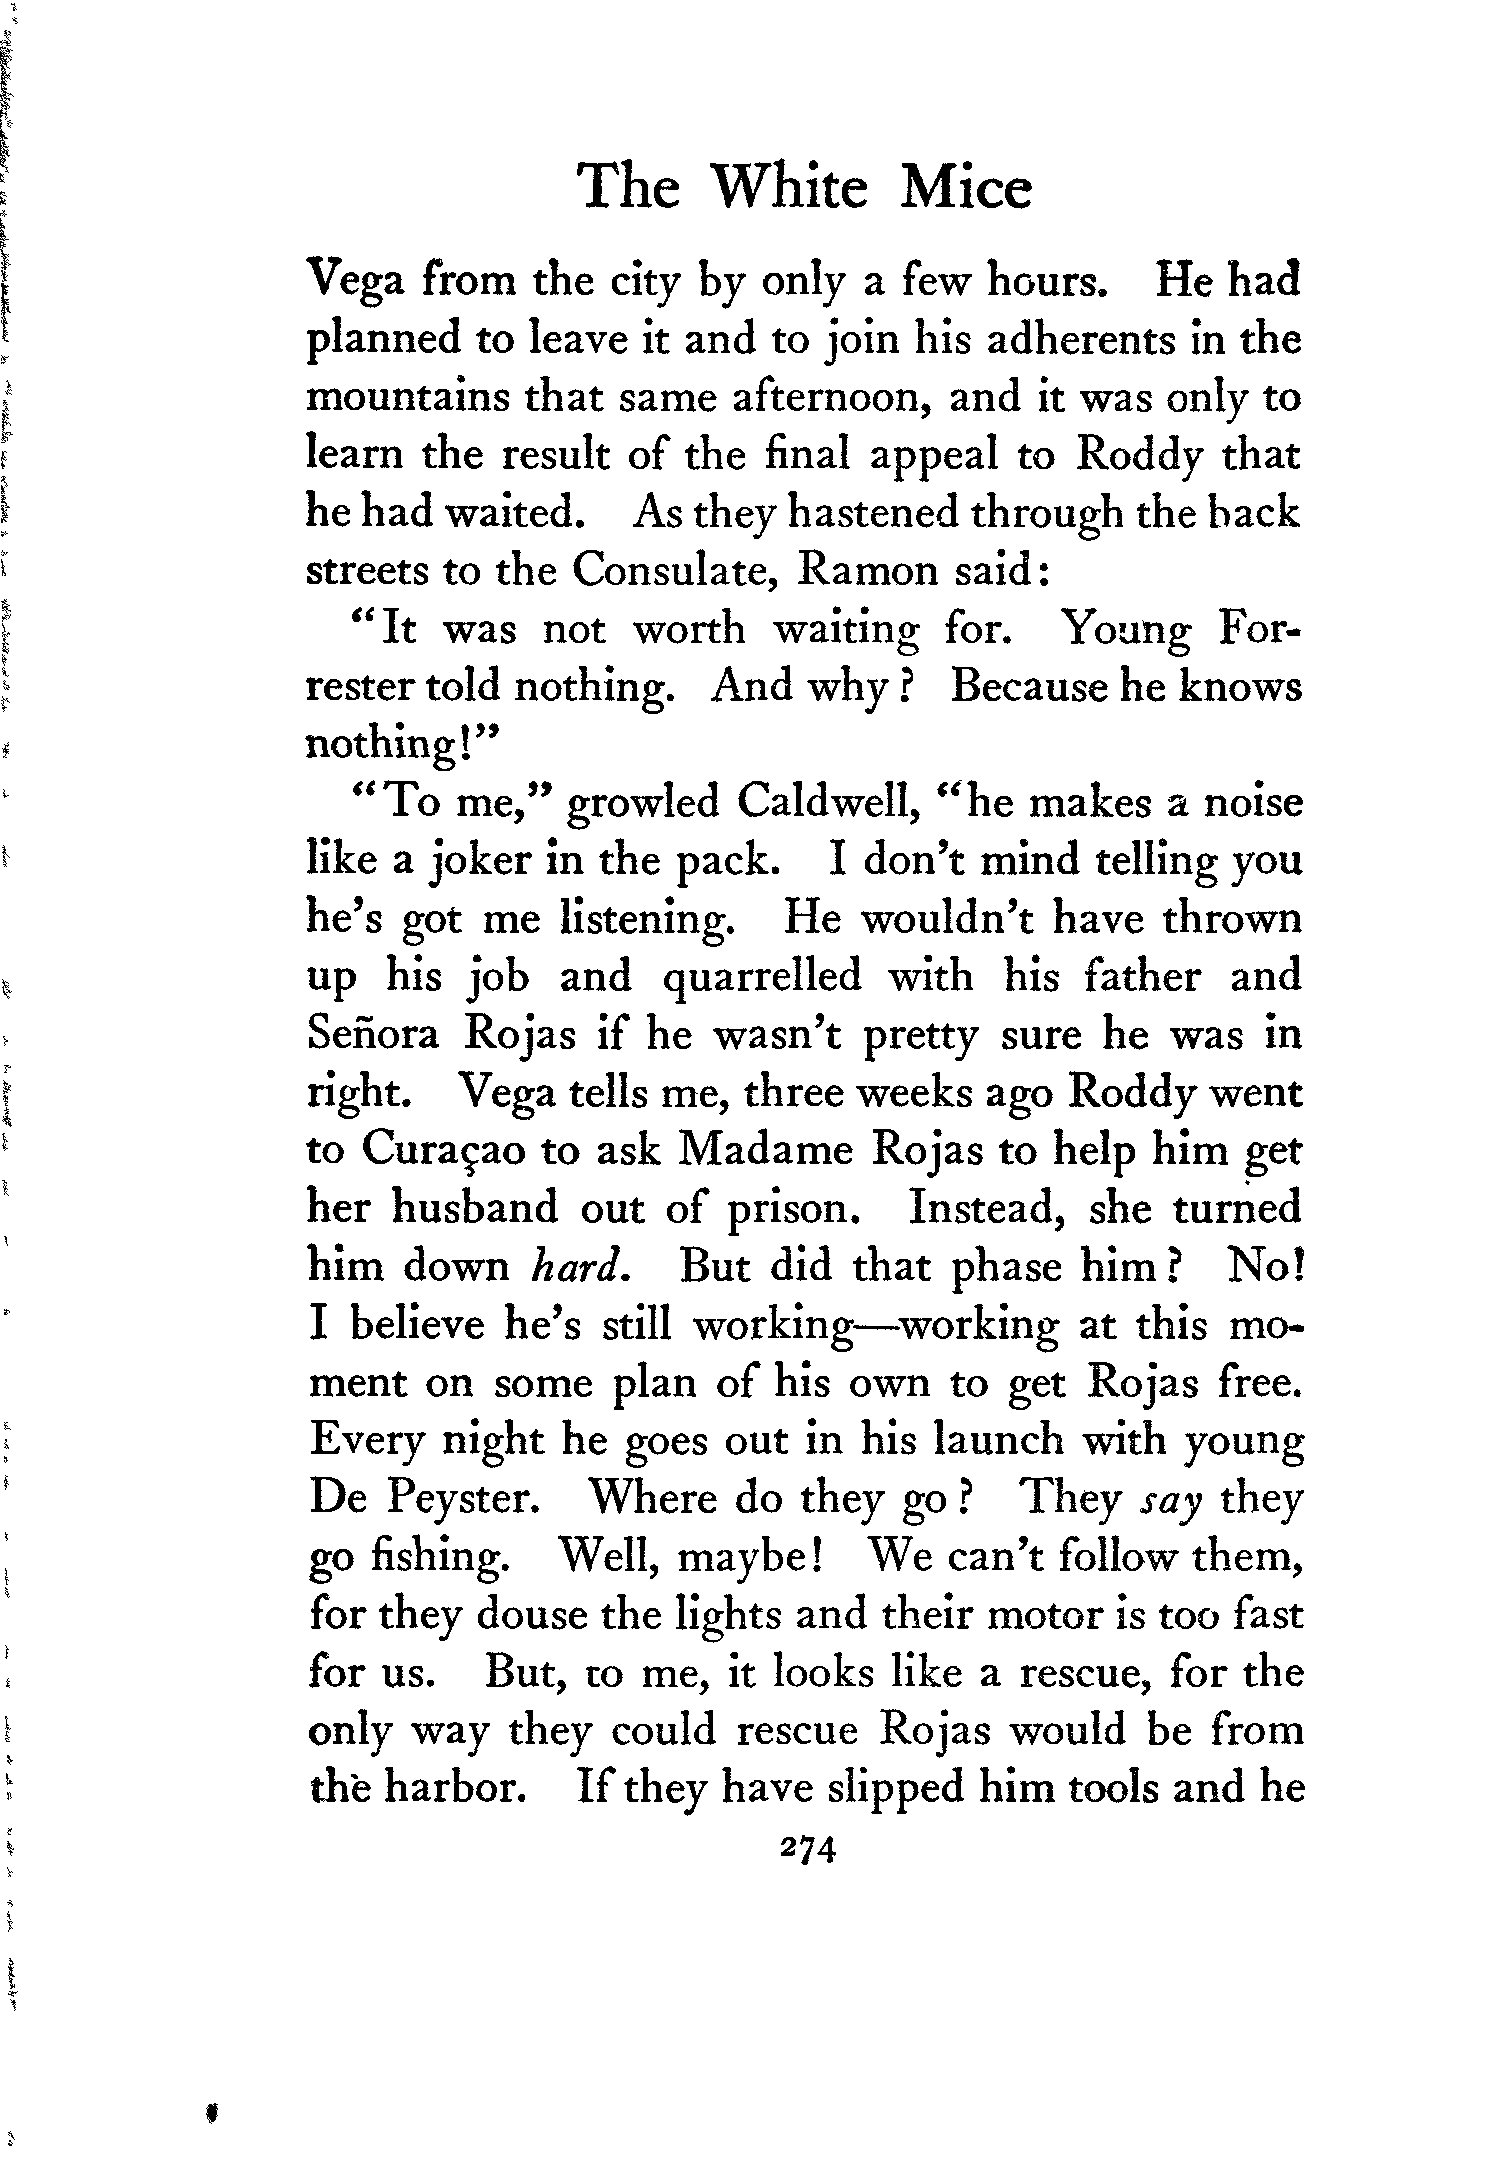 The White Mice
Vega from the city by only a few hours. He had
planned to leave it and to join his adherents in the
mountains that same afternoon, and it was only to
learn the result of the final appeal to Roddy that
he had waited. As they hastened through the back
streets to the Consulate, Ramon said:
"It was not worth waiting for. Young For-
rester told nothing. And why? Because he knows
nothing!"
"To me," growled Caldwell, "he makes a noise
like a joker in the pack. I don't mind telling you
he's got me listening. He wouldn't have thrown
up his job and quarrelled with his father and
Señora Rojas if he wasn't pretty sure he was in
right. Vega tells me, three weeks ago Roddy went
to Curaçao to ask Madame Rojas to help him get
her husband out of prison. Instead, she turned
him down hard. But did that phase him? No!
I believe he's still working—working at this mo-
ment on some plan of his own to get Rojas free.
Every night he goes out in his launch with young
De Peyster. Where do they go? They say they
go fishing. Well, maybe! We can't follow them,
for they douse the lights and their motor is too fast
for us. But, to me, it looks like a rescue, for the
only way they could rescue Rojas would be from
the harbor. If they have slipped him tools and he
274